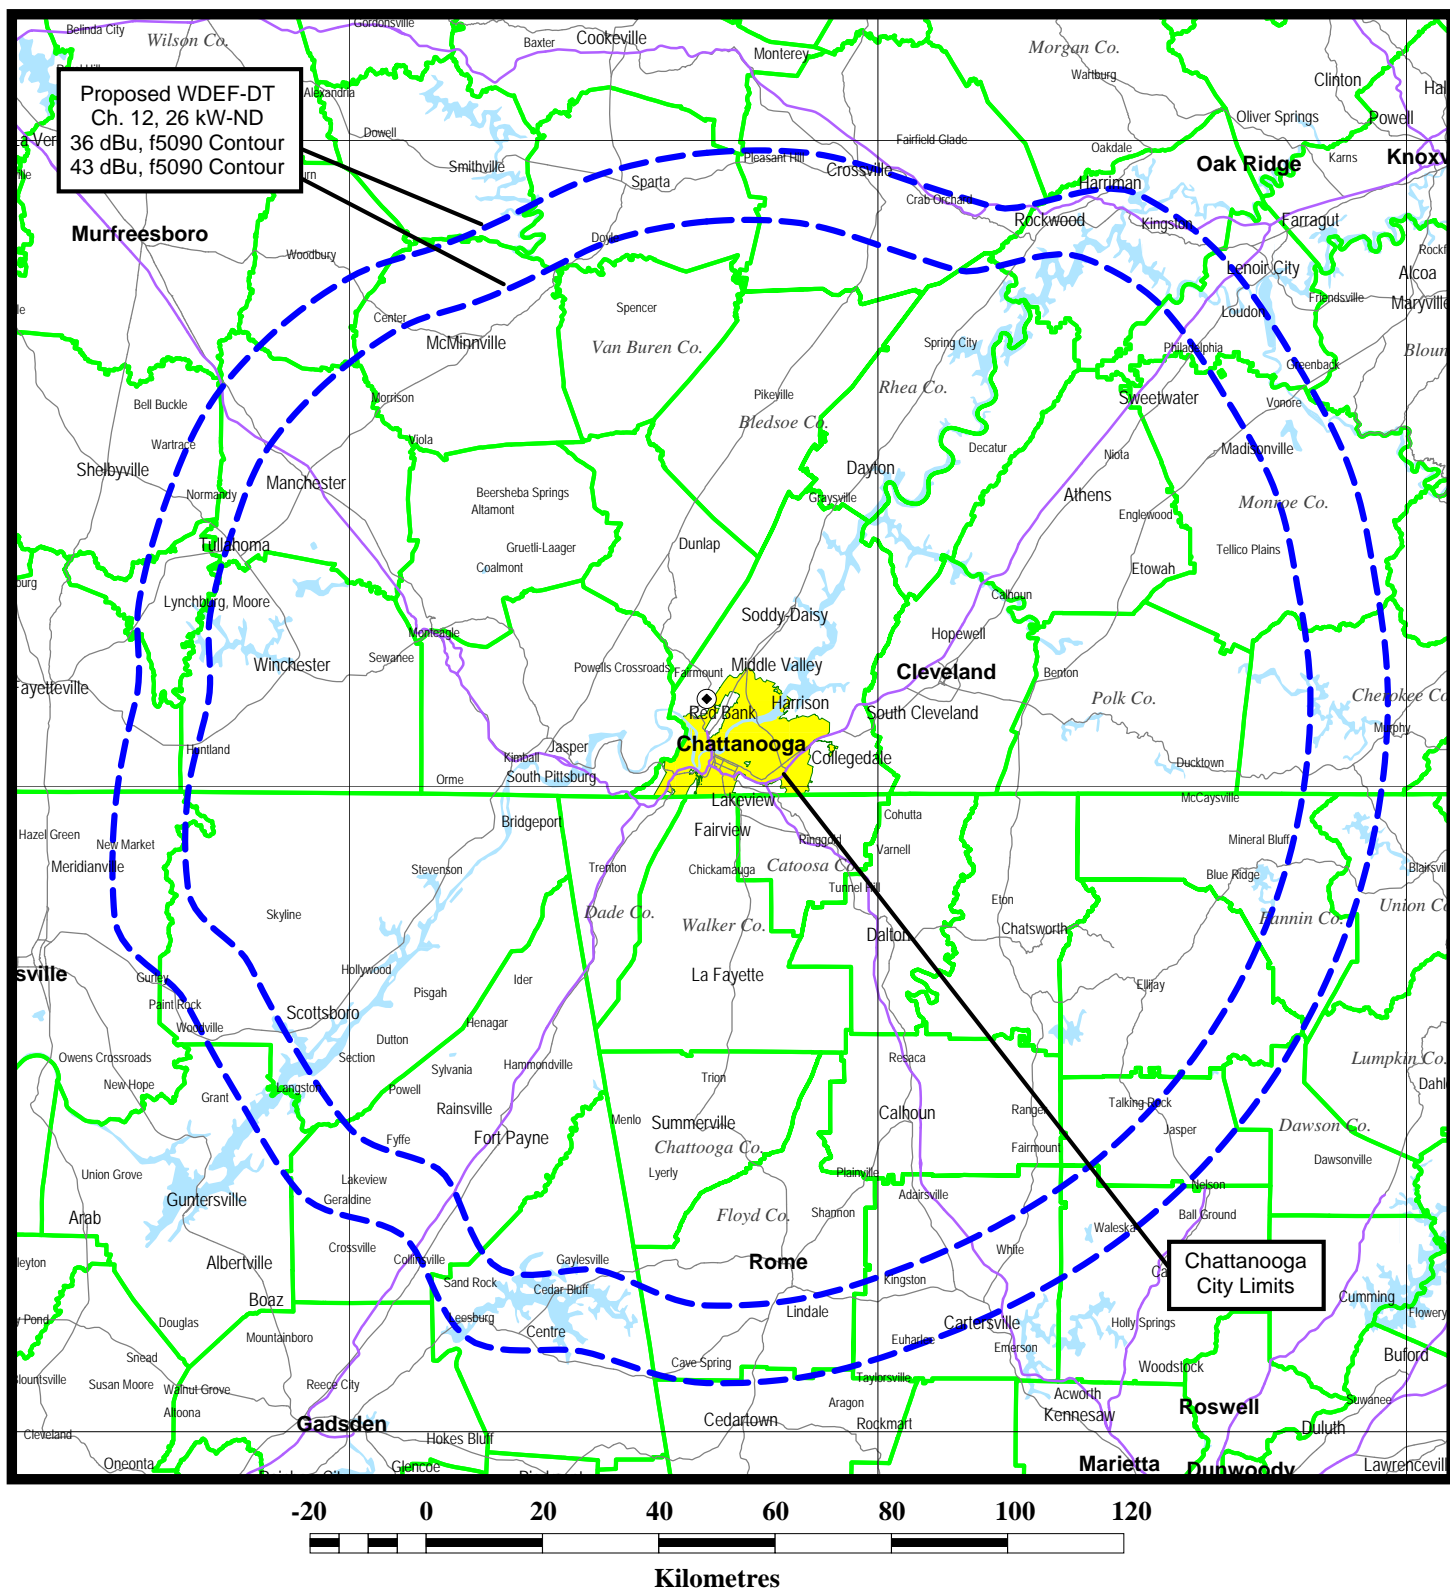 Belinda City
Wilson Co.
Gordonsville
Baxter
Cookeville
Monterey
Morgan Co.
Wartburg
Clinton
Proposed WDEF-DT
Ch. 12, 26 kW-ND
36 dBu, f5090 Contour
43 dBu, f5090 Contour
Alexandria
Dowell
Smithville
Sparta
Pleasant Hill
Crossville
Fairfield Glade
Crab Orchard
Oakdale
Harriman
Oliver Springs
Powell
Oak Ridge
Karns
Rockwood
Kingston
Farragut
Murfreesboro
Woodbury
Doyle
Lenoir City
Alcoa
Friendsville
Maryville
Loudon
Center
McMinnville
Spencer
Van Buren Co.
Spring City
Philadelphia
Greenback
Rhea Co.
Pikeville
Bledsoe Co.
Sweetwater
Vonore
Bell Buckle
Morrison
Wartrace
Viola
Shelbyville
Manchester
Normandy
Decatur
Niota
Madisonville
Dayton
Graysville
Athens
Englewood
Monroe Co.
Beersheba Springs
Altamont
Gruetli-Laager
Coalmont
Dunlap
Tullahoma
Tellico Plains
Etowah
Lynchburg, Moore
Calhoun
Soddy-Daisy
Hopewell
Monteagle
Sewanee
Winchester
Powells Crossroads
Fairmount
Middle Valley
Cleveland
Benton
Fayetteville
Red Bank
Harrison
South Cleveland
Polk Co.
Cherokee Co.
Murphy
Huntland
Jasper
Kimball
Chattanooga
Collegedale
Ducktown
Orme
South Pittsburg
McCaysville
Lakeview
Bridgeport
Fairview
Cohutta
Hazel Green
New Market
Meridianville
Stevenson
Trenton
Chickamauga
Ringgold
Catoosa Co.
Varnell
Tunnel Hill
Mineral Bluff
Blue Ridge
Skyline
Dade Co.
Walker Co.
Dalton
Eton
Chatsworth
Fannin Co.
sville
Gurley
Hollywood
Pisgah
Ider
La Fayette
Ellijay
Paint Rock
Woodville
Scottsboro
Henagar
Dutton
Section
Owens Crossroads
New Hope
Grant
Langston
Powell
Sylvania
Hammondville
Trion
Resaca
Lumpkin Co.
Rainsville
Fort Payne
Menlo
Summerville
Chattooga Co.
Calhoun
Ranger
Talking Rock
Jasper
Dawson Co.
Fyffe
Fairmount
Dawsonville
Union Grove
Lakeview
Geraldine
Lyerly
Plainville
Adairsville
Nelson
Guntersville
Arab
Floyd Co.
Shannon
Ball Ground
Waleska
Crossville
Collinsville
Albertville
Gaylesville
Rome
White
Chattanooga
City Limits
Boaz
Sand Rock
Cedar Bluff
Kingston
Cumming
Lindale
Leesburg
Centre
Cartersville
Holly Springs
Douglas
Mountainboro
Euharlee
Emerson
Snead
Susan Moore
Walnut Grove
Reece City
Cave Spring
Taylorsville
Woodstock
Buford
Altoona
Aragon
Acworth
Kennesaw
Roswell
Suwanee
Cleveland
Gadsden
Hokes Bluff
Cedartown
Rockmart
Duluth
Oneonta
Glencoe
Marietta
Dunwoody
Lawrencevill
-20 0 20 40 60 80 100 120
Kilometres